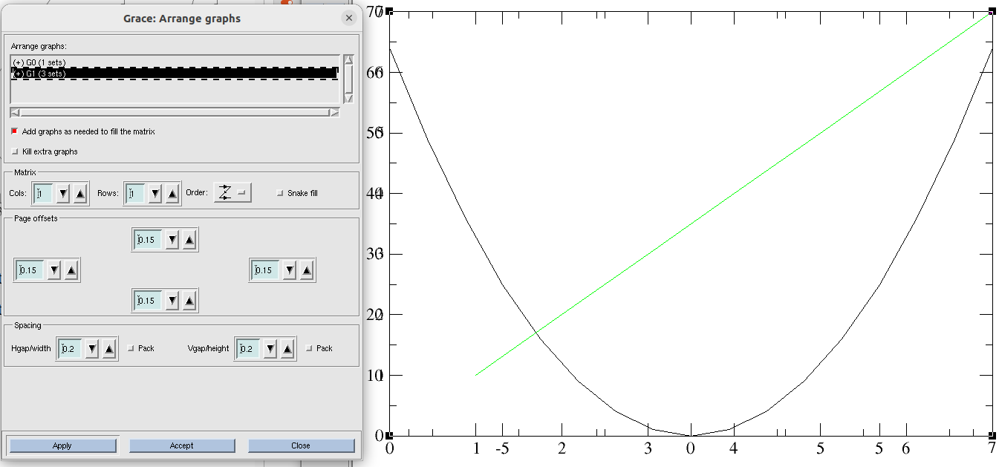 Grace: Arrange graphs
Arrange graphs:
(+) G0 (1 sets)
(+) G1 (3 sets)
Add graphs as needed to fill the matrix
Kill extra graphs
Matrix
Cols: 1 Rows: 1 Order: Snake fill
Page offsets
0.15
0.15 0.15
0.15
Spacing
Hgap/width 0.2 Pack Vgap/height 0.2 Pack
Apply Accept Close
70
60
50
40
30
20
10
0
0 1 -5 2 3 0 4 5 5 6 7